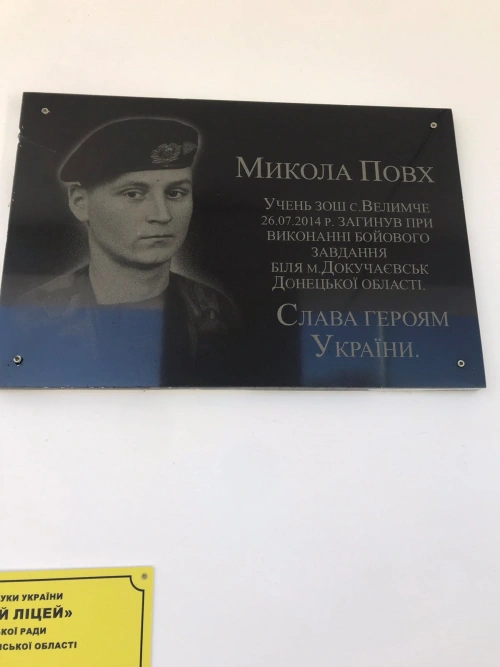 Микола Повх
Учень ЗОШ с.Велимче
26.07.2014 р. загинув при
виконанні бойового
завдання
біля м.Докучаєвськ
Донецької області.
Слава героям
України.
УКИ УКРАЇНИ
Й ЛІЦЕЙ»
КОЇ РАДИ
СЬКОЇ ОБЛАСТІ